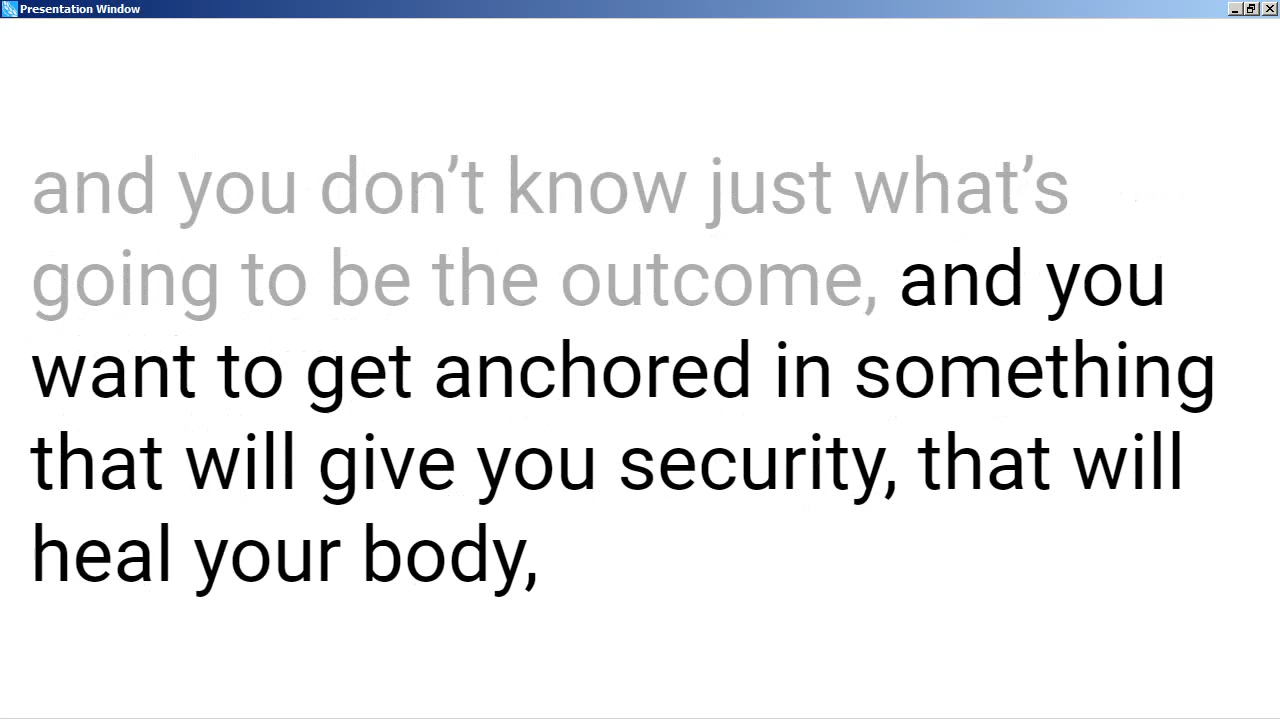 Presentation Window
and you don’t know just what’s
going to be the outcome, and you
want to get anchored in something
that will give you security, that will
heal your body,